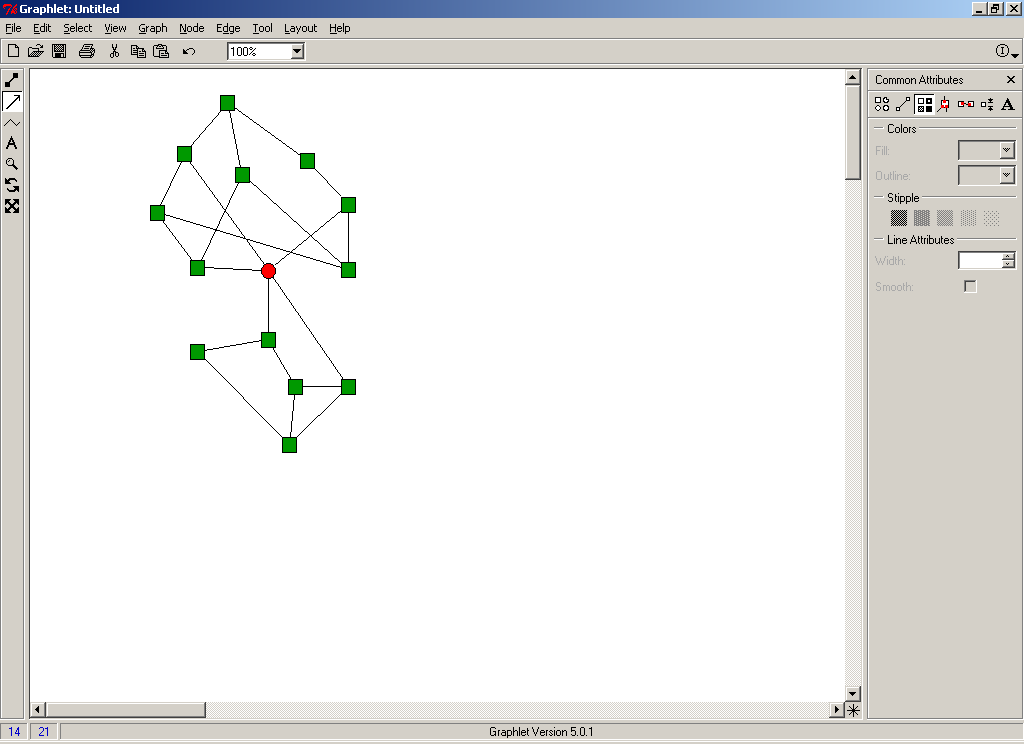 Graphlet: Untitled
File Edit Select View Graph Node Edge Tool Layout Help
100%
Common Attributes
A
A
Colors
Fill:
Outline:
Stipple
Line Attributes
Width:
Smooth:
14 21 Graphlet Version 5.0.1